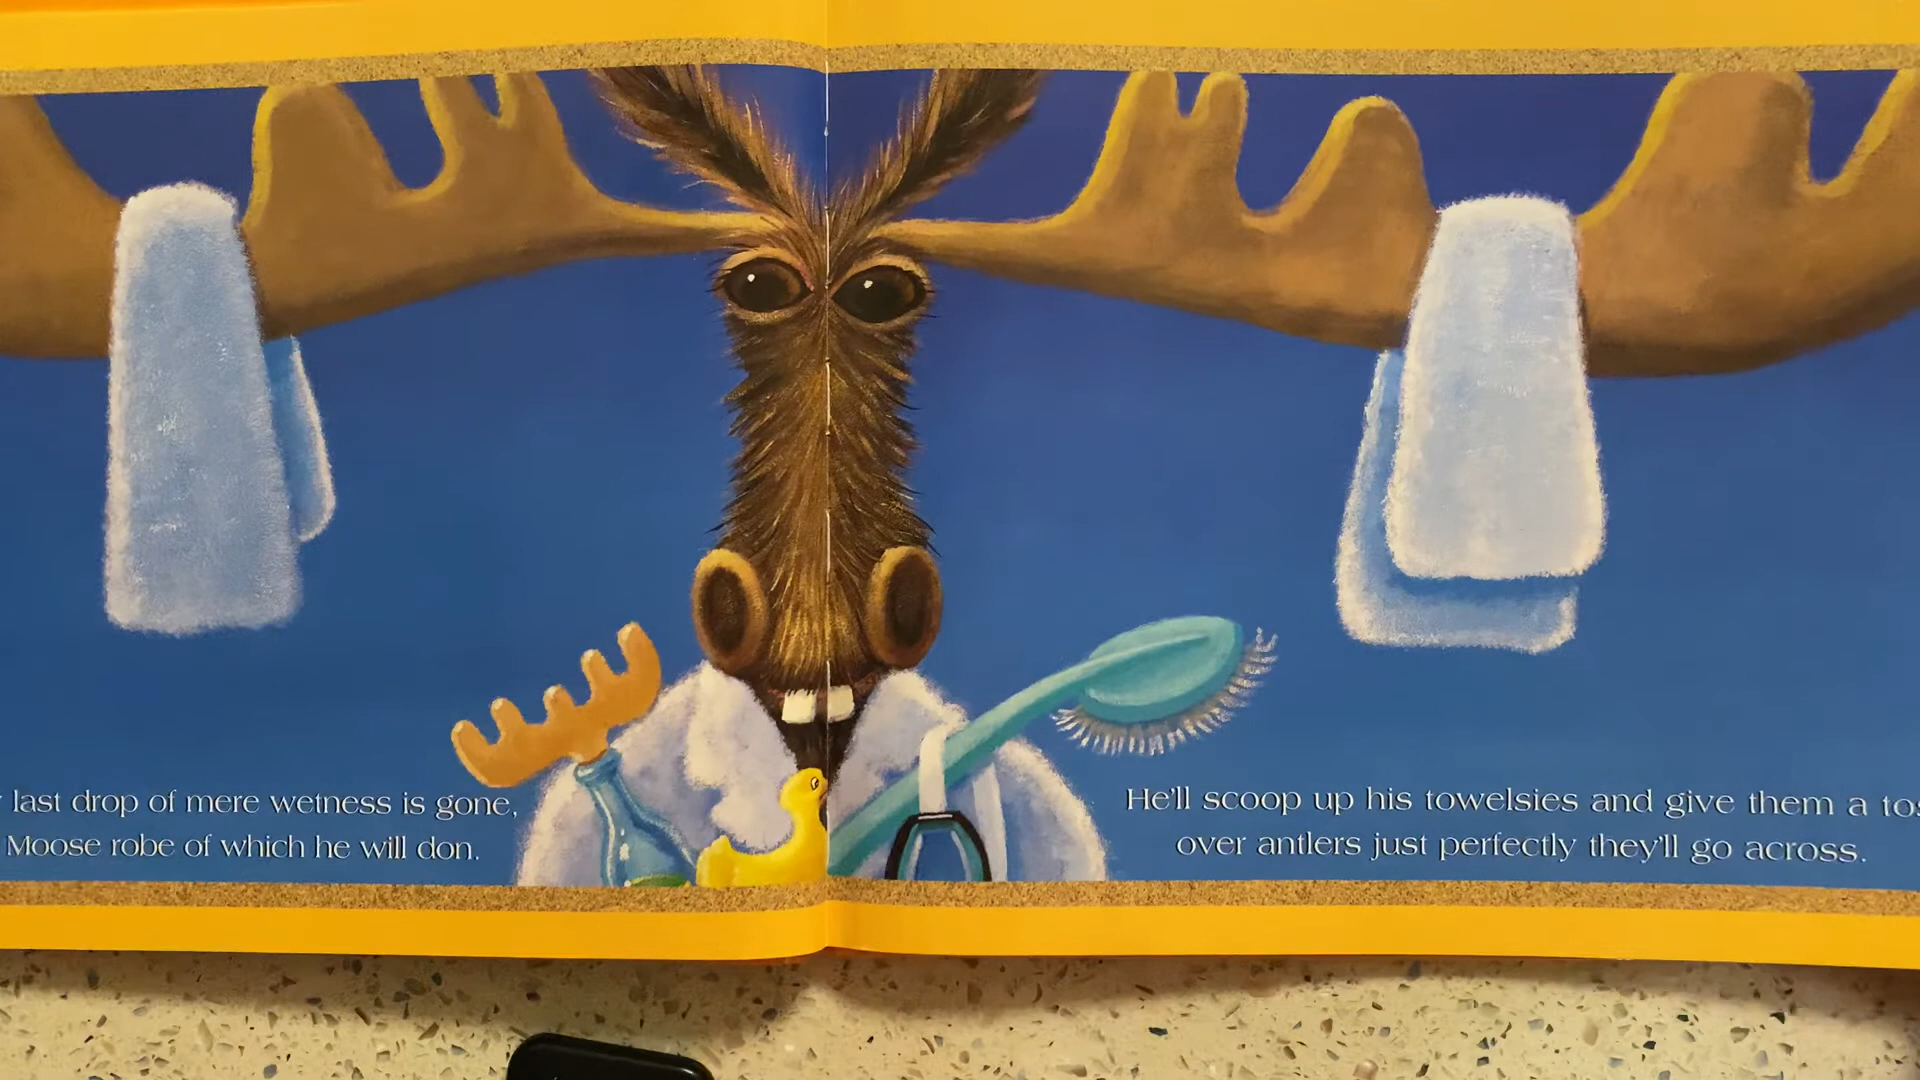 last drop of mere wetness is gone,
Moose robe of which he will don.
He'll scoop up his towelsies and give them a
over antlers just perfectly they'll go across.